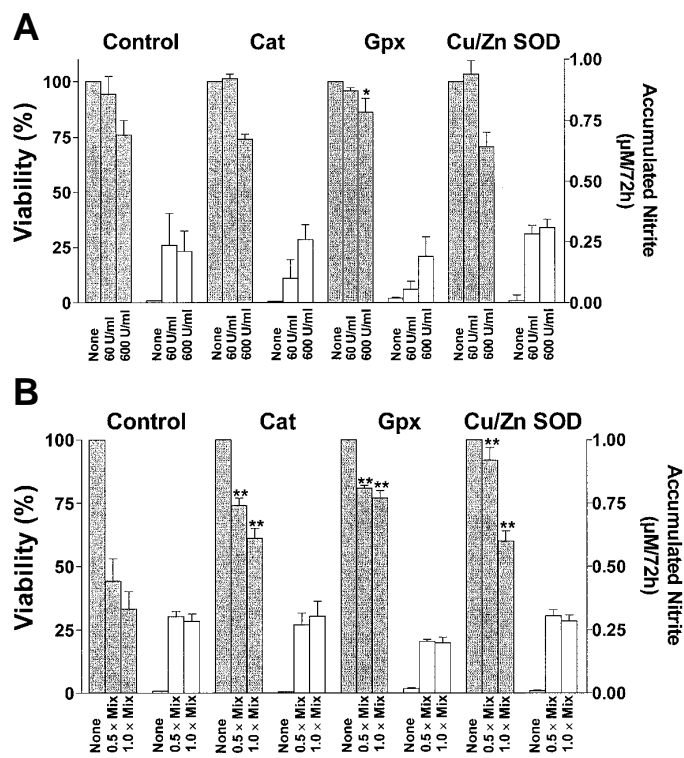 A
Control Cat Gpx Cu/Zn SOD
Viability (%)
100
75
50
25
0
*
1.00
0.75
0.50
0.25
0.00
Accumulated Nitrite
(µM/72h)
None 60 U/ml 600 U/ml None 60 U/ml 600 U/ml None 60 U/ml 600 U/ml None 60 U/ml 600 U/ml None 60 U/ml 600 U/ml None 60 U/ml 600 U/ml None 60 U/ml 600 U/ml None 60 U/ml 600 U/ml
B
Control Cat Gpx Cu/Zn SOD
Viability (%)
100
75
50
25
0
** ** ** ** ** **
1.00
0.75
0.50
0.25
0.00
Accumulated Nitrite
(µM/72h)
None 0.5 × Mix 1.0 × Mix None 0.5 × Mix 1.0 × Mix None 0.5 × Mix 1.0 × Mix None 0.5 × Mix 1.0 × Mix None 0.5 × Mix 1.0 × Mix None 0.5 × Mix 1.0 × Mix None 0.5 × Mix 1.0 × Mix None 0.5 × Mix 1.0 × Mix